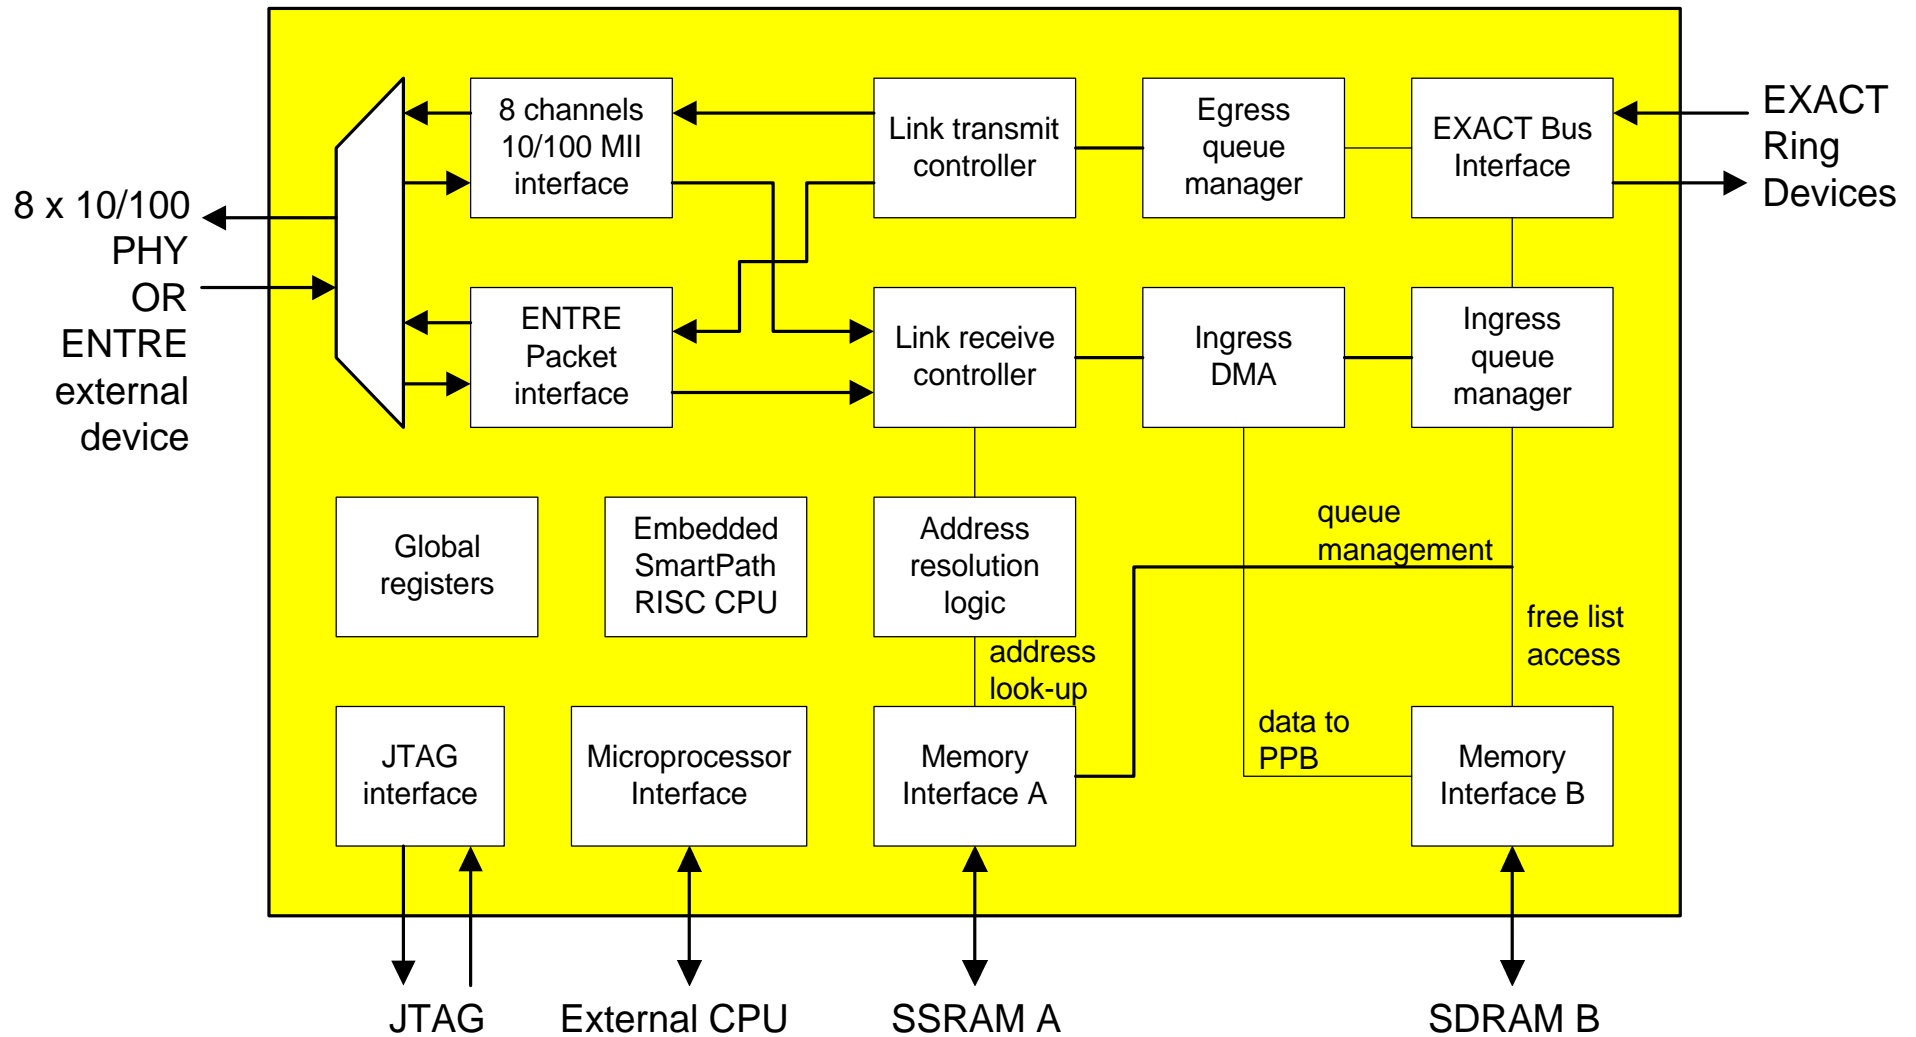 8 channels
10/100 MII
interface
Link transmit
controller
Egress
queue
manager
EXACT Bus
Interface
EXACT
Ring
Devices
8 x 10/100
PHY
OR
ENTRE
external
device
ENTRE
Packet
interface
Link receive
controller
Ingress
DMA
Ingress
queue
manager
Global
registers
Embedded
SmartPath
RISC CPU
Address
resolution
logic
queue
management
free list
access
address
look-up
data to
PPB
JTAG
interface
Microprocessor
Interface
Memory
Interface A
Memory
Interface B
JTAG
External CPU
SSRAM A
SDRAM B